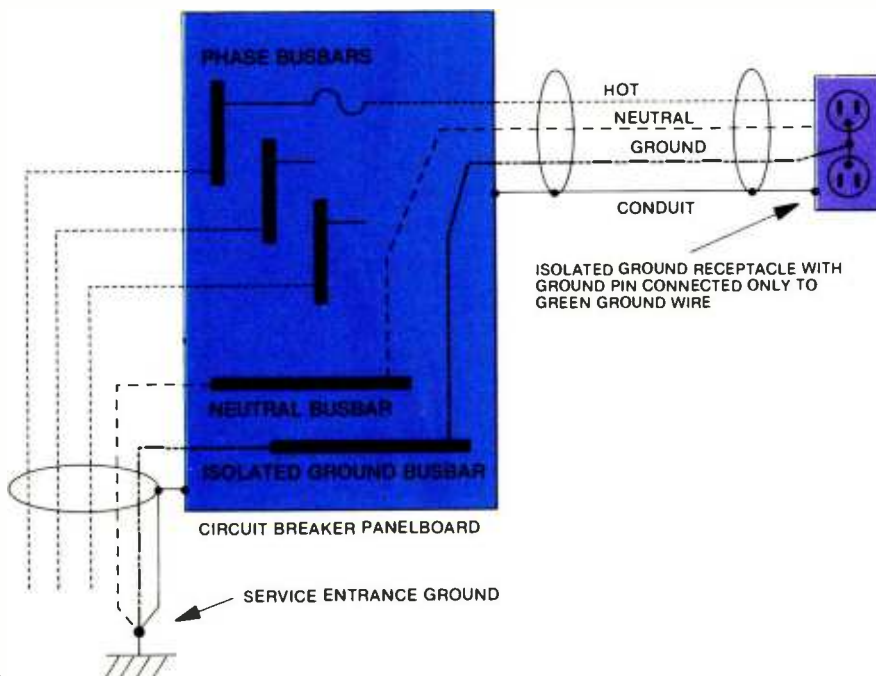 PHASE BUSBARS
HOT
NEUTRAL
GROUND
CONDUIT
ISOLATED GROUND RECEPTACLE WITH
GROUND PIN CONNECTED ONLY TO
GREEN GROUND WIRE
NEUTRAL BUSBAR
ISOLATED GROUND BUSBAR
CIRCUIT BREAKER PANELBOARD
SERVICE ENTRANCE GROUND